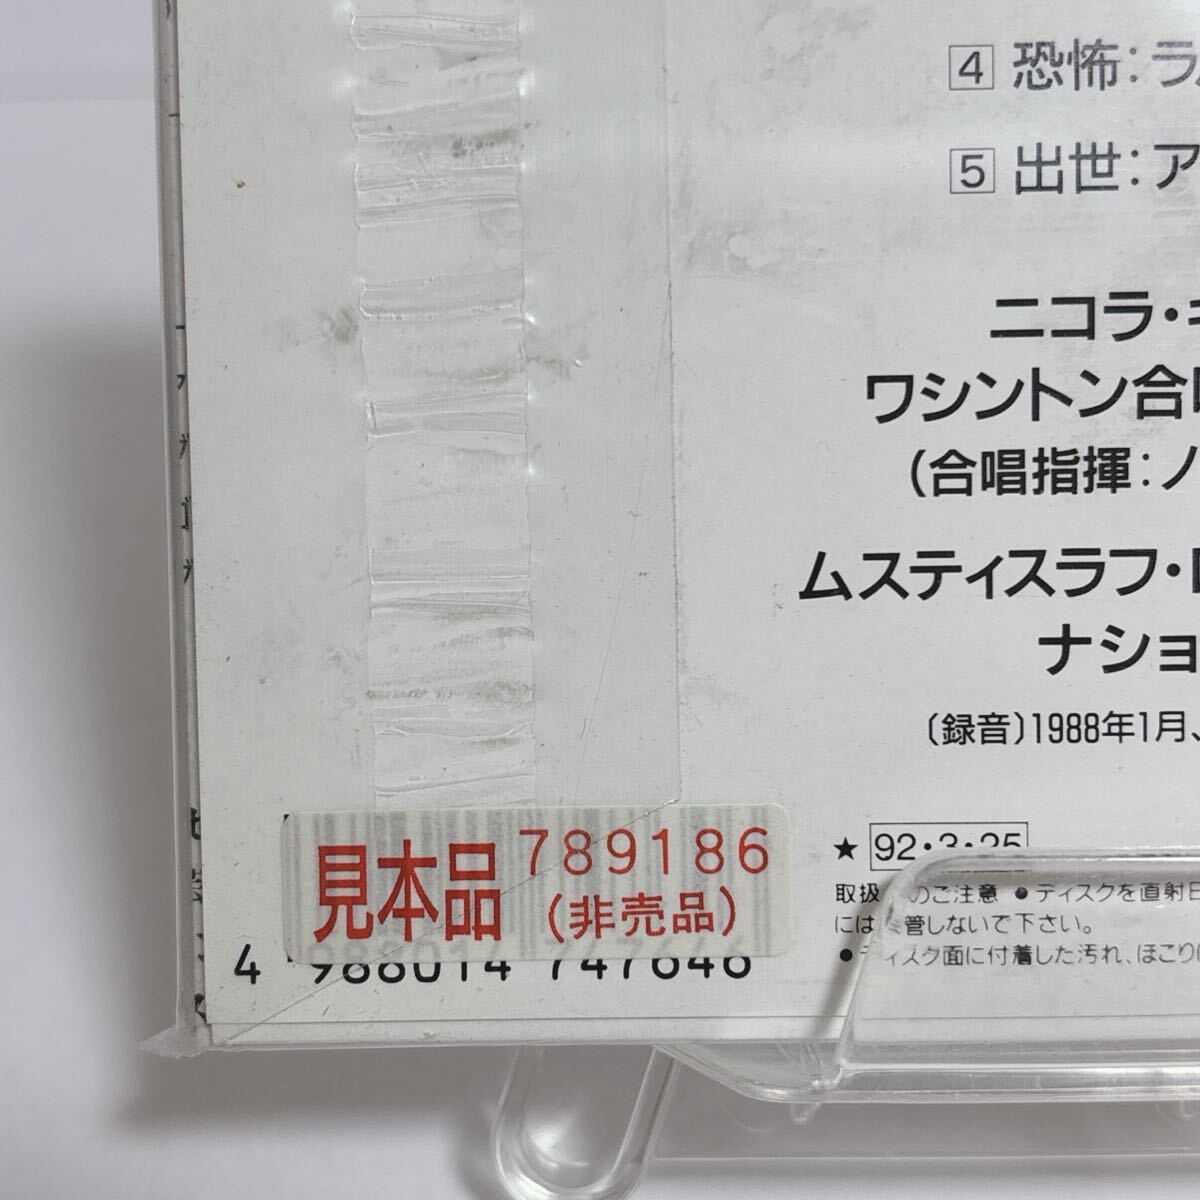 4 恐怖:ラ
5 出世:ア
ニコラ・
ワシントン合唱
(合唱指揮:ノ
ムスティスラフ・
ナショ
(録音)1988年1月、
★ 92・3・25
取扱 のご注意 ●ディスクを直射日
には 管しないで下さい。
●ディスク面に付着した汚れ、ほこり
見本品 789186
(非売品)
4 988014 747646